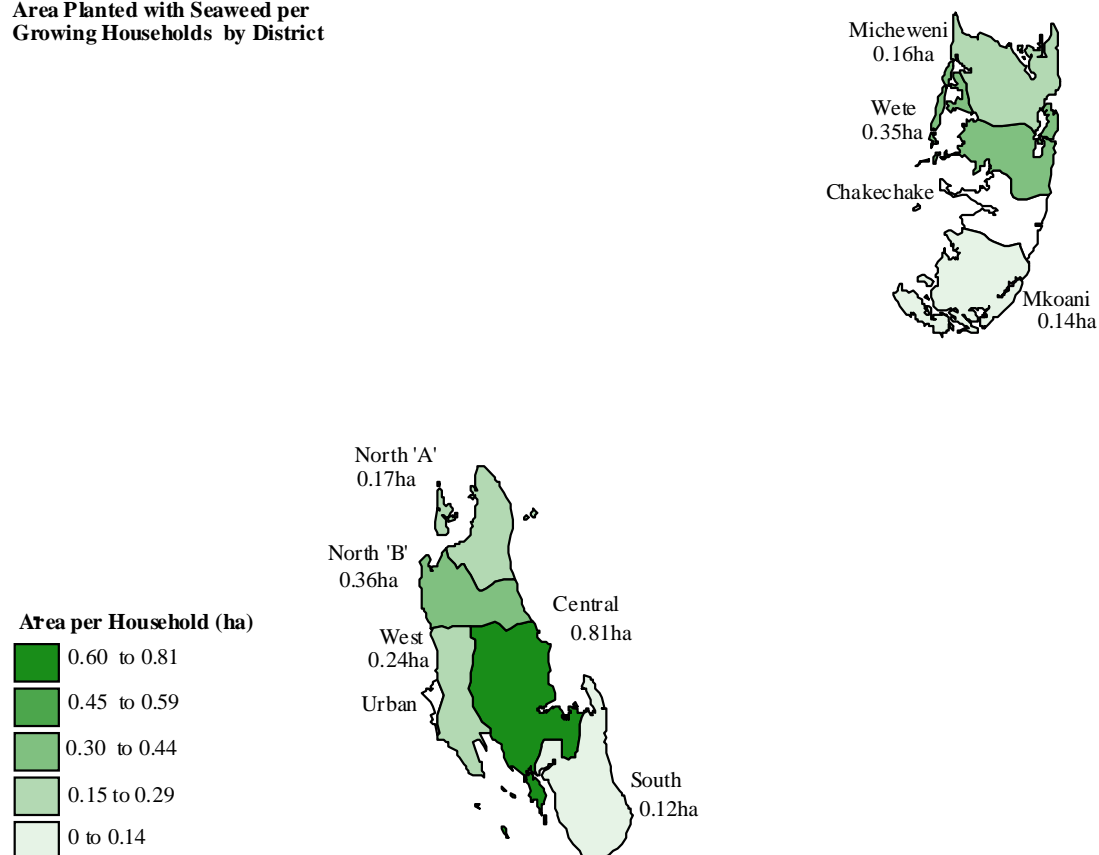 Area Planted with Seaweed per
Growing Households by District
Micheweni
0.16ha
Wete
0.35ha
Chakechake
Mkoani
0.14ha
North 'A'
0.17ha
North 'B'
0.36ha
Central
0.81ha
West
0.24ha
Urban
South
0.12ha
Area per Household (ha)
0.60 to 0.81
0.45 to 0.59
0.30 to 0.44
0.15 to 0.29
0 to 0.14